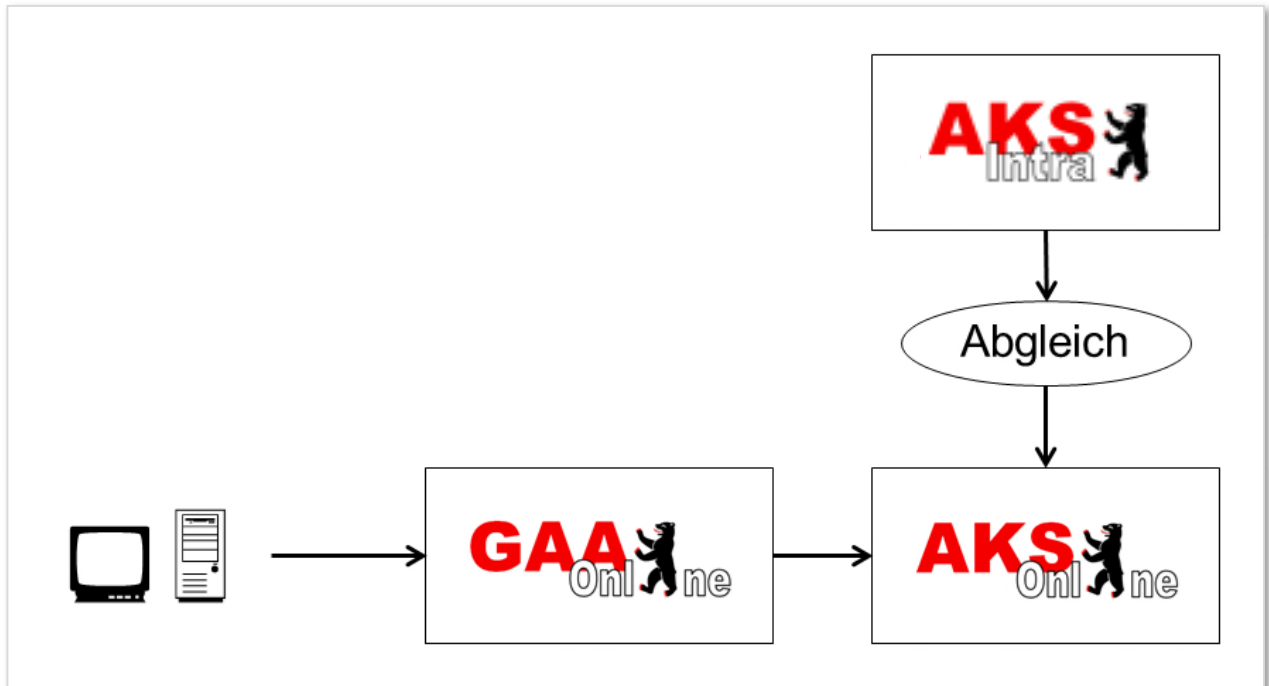 AKS
Intra
Abgleich
GAA
Online
AKS
Online